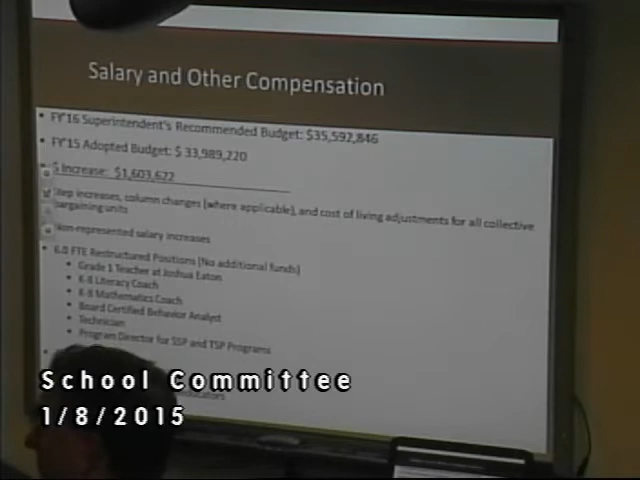 Salary and Other Compensation
• FY'16 Superintendent's Recommended Budget: $35,592,846
• FY'15 Adopted Budget: $ 33,989,220
$ Increase: $1,603,622
Step increases, column changes (where applicable), and cost of living adjustments for all collective
bargaining units
Non-represented salary increases
• 6.0 FTE Restructured Positions (No additional funds)
• Grade 1 Teacher at Joshua Eaton
• K-8 Literacy Coach
• K-8 Mathematics Coach
• Board Certified Behavior Analyst
• Technician
• Program Director for SSP and TSP Programs
School Committee
1/8/2015